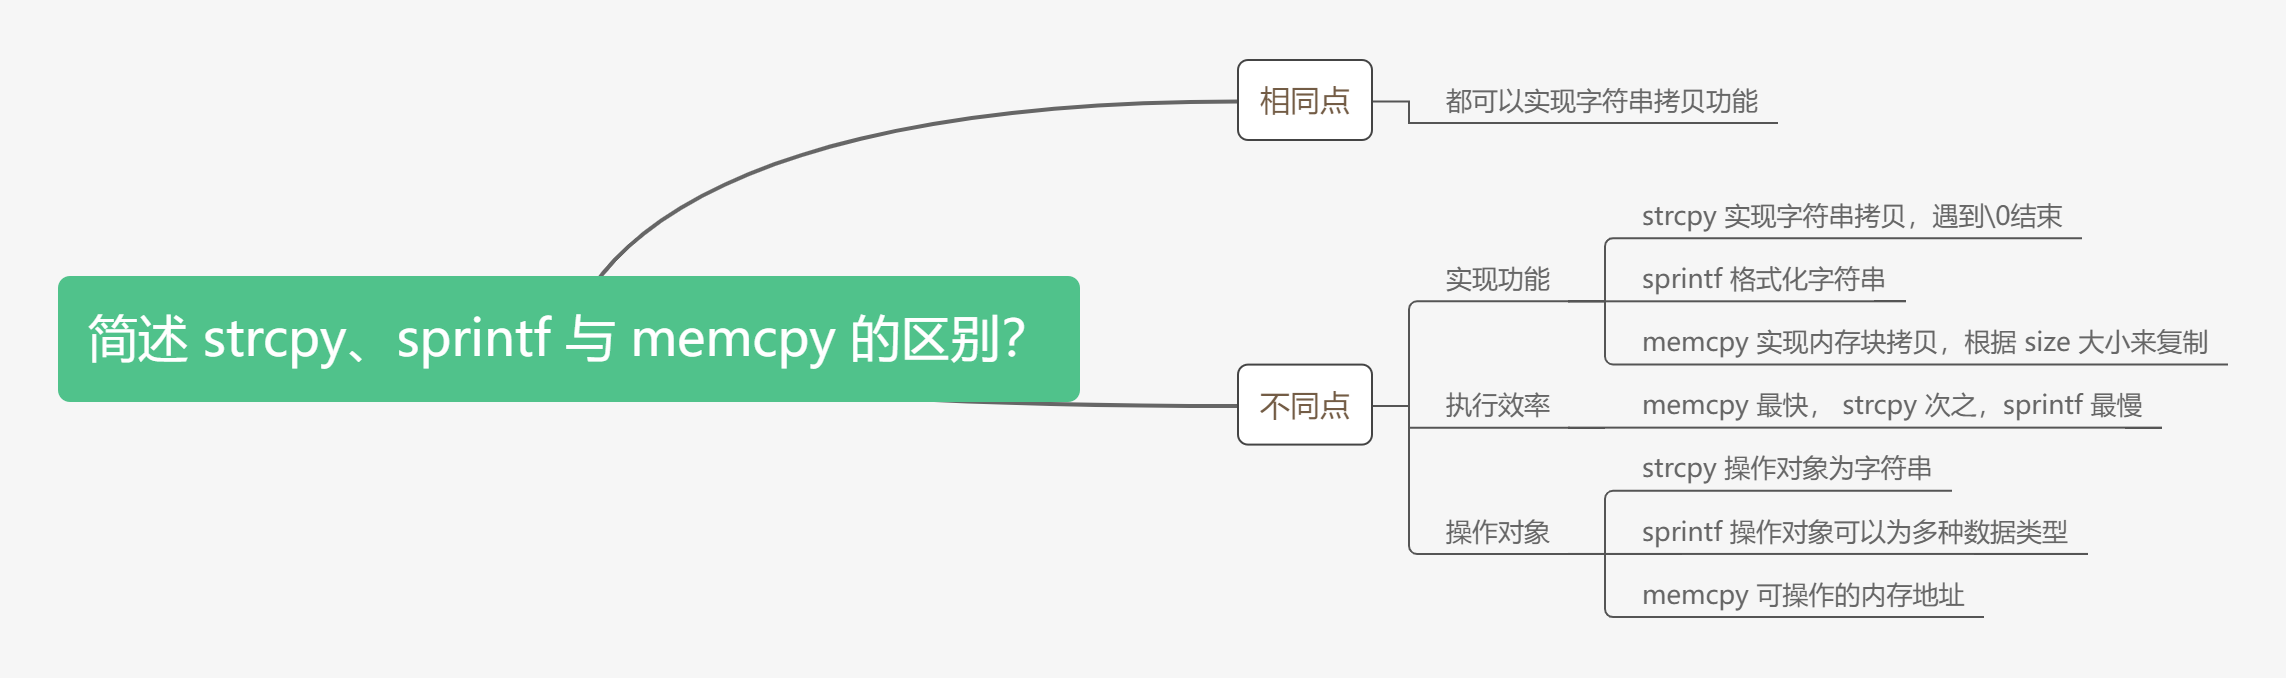 简述 strcpy、sprintf 与 memcpy 的区别？
相同点
都可以实现字符串拷贝功能
不同点
实现功能
strcpy 实现字符串拷贝，遇到\0结束
sprintf 格式化字符串
memcpy 实现内存块拷贝，根据 size 大小来复制
执行效率
memcpy 最快， strcpy 次之，sprintf 最慢
操作对象
strcpy 操作对象为字符串
sprintf 操作对象可以为多种数据类型
memcpy 可操作的内存地址